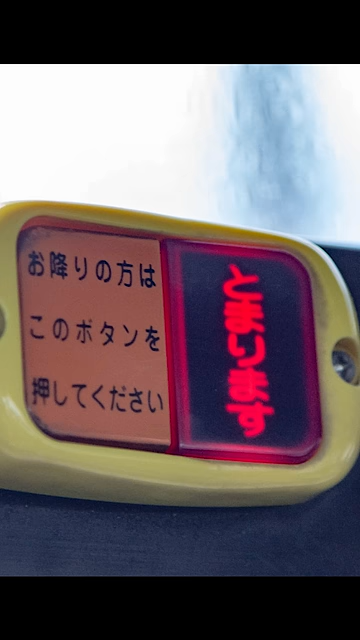 お降りの方は
このボタンを
押してください
とまります